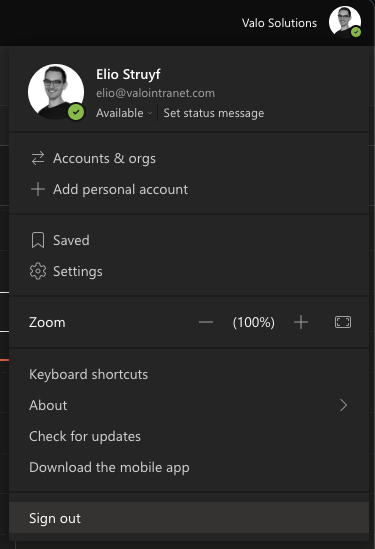 Valo Solutions
Elio Struyf
elio@valointranet.com
Available Set status message
Accounts & orgs
Add personal account
Saved
Settings
Zoom (100%)
Keyboard shortcuts
About
Check for updates
Download the mobile app
Sign out